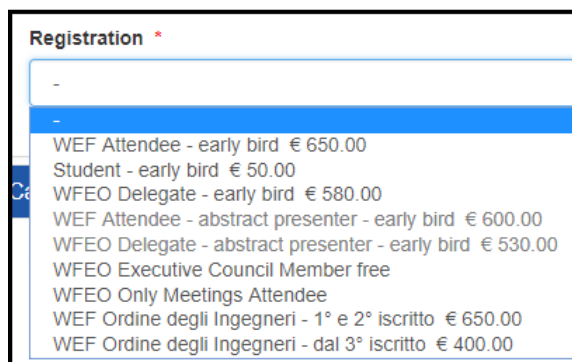 Registration *
-
-
WEF Attendee - early bird € 650.00
Student - early bird € 50.00
WFEO Delegate - early bird € 580.00
WEF Attendee - abstract presenter - early bird € 600.00
WFEO Delegate - abstract presenter - early bird € 530.00
WFEO Executive Council Member free
WFEO Only Meetings Attendee
WEF Ordine degli Ingegneri - 1° e 2° iscritto € 650.00
WEF Ordine degli Ingegneri - dal 3° iscritto € 400.00